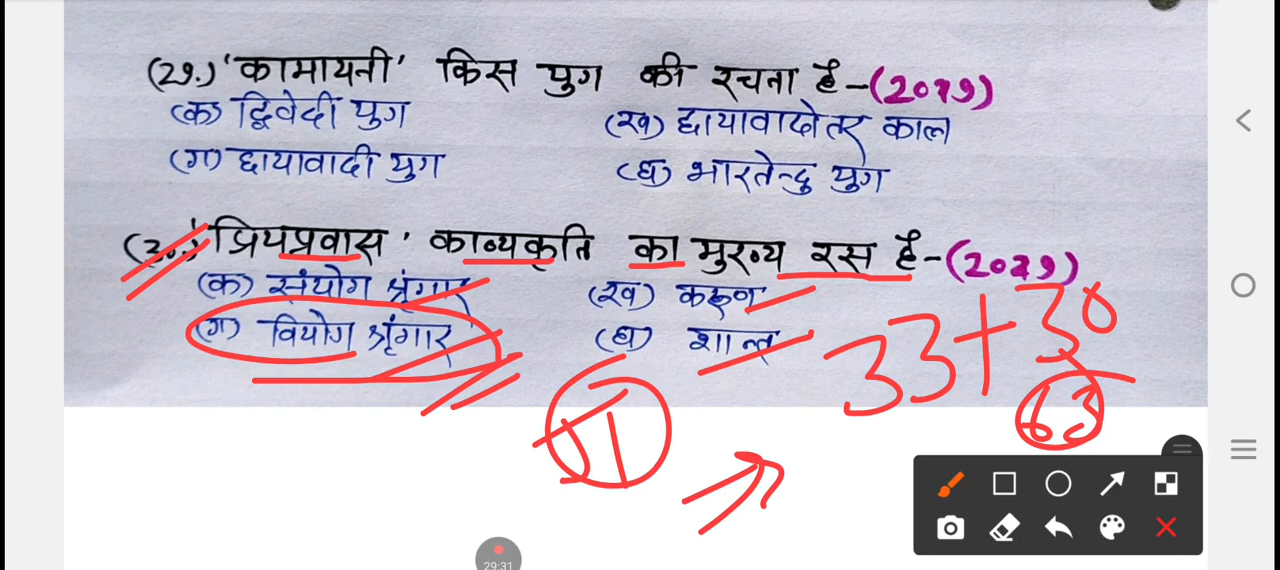 (29.) 'कामायनी' किस युग की रचना है-(2019)
(क) द्विवेदी युग (ख) छायावादोत्तर काल
(ग) छायावादी युग (घ) भारतेन्दु युग
(30.) 'प्रियप्रवास' काव्यकृति का मुख्य रस है-(2019)
(क) संयोग श्रृंगार (ख) करूण
(ग) वियोग श्रृंगार (घ) शान्त
33+30
63
29:31